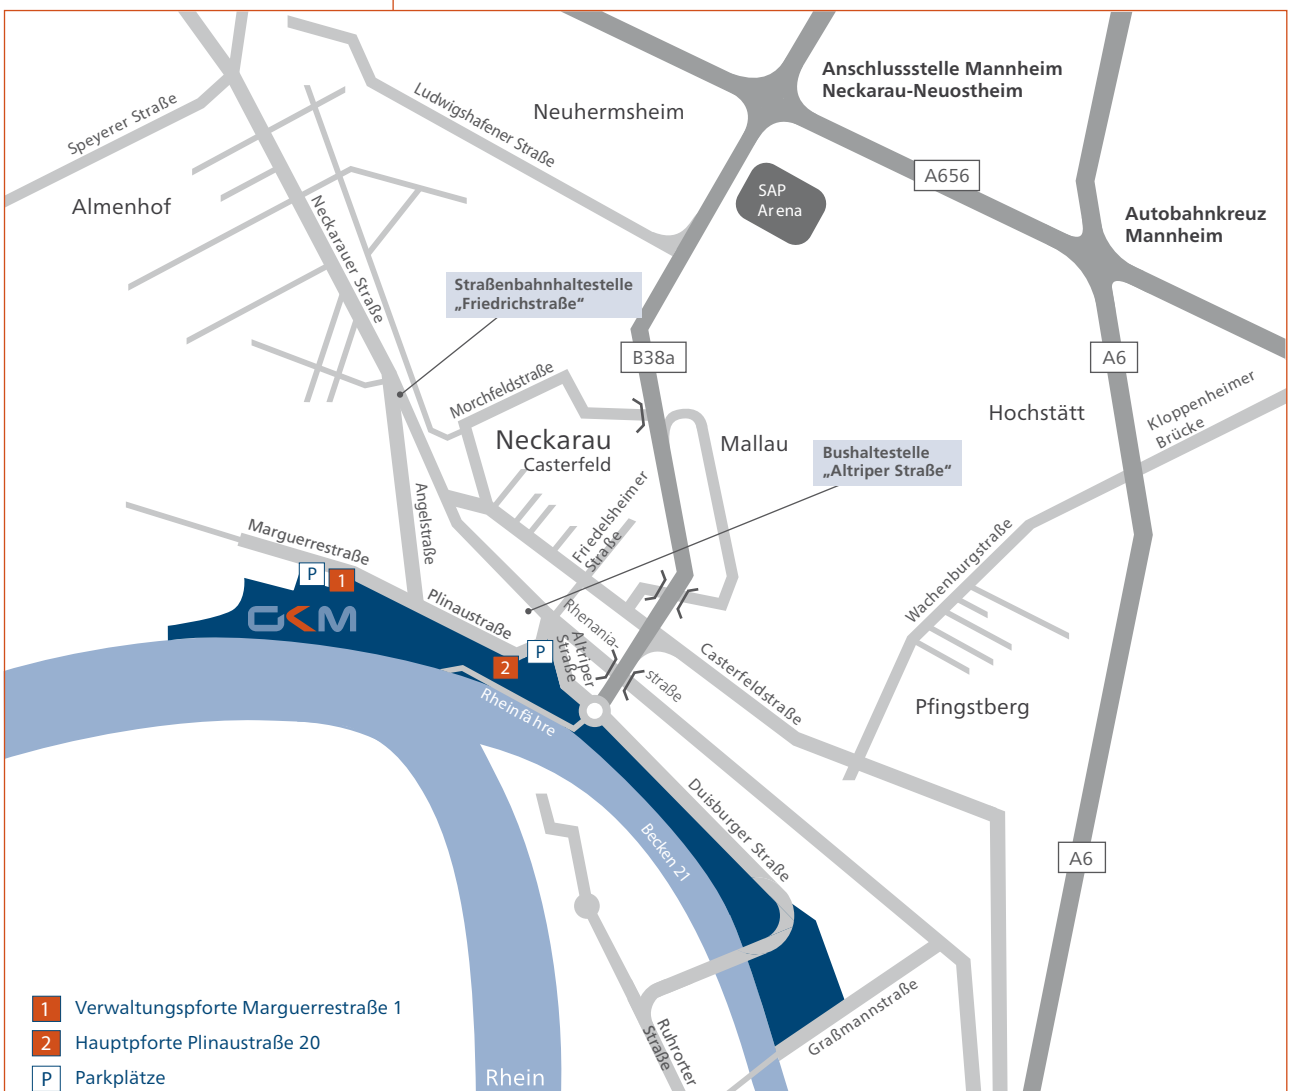 Anschlussstelle Mannheim
Neckarau-Neuostheim
Ludwigshafener Straße
Neuhermsheim
Speyerer Straße
A656
SAP
Arena
Almenhof
Neckarauer Straße
Autobahnkreuz
Mannheim
Straßenbahnhaltestelle
„Friedrichstraße“
B38a
A6
Morchfeldstraße
Kloppenheimer
Brücke
Hochstätt
Neckarau
Casterfeld
Mallau
Bushaltestelle
„Altriper Straße“
Friedelsheimer
Straße
Angelstraße
Marguerrestraße
Wachenburgstraße
P
1
GKM
Plinaustraße
Rhenania-
straße
Altriper
Straße
P
2
Casterfeldstraße
Rheinfähre
Pfingstberg
Duisburger Straße
Becken 21
A6
Graßmannstraße
Ruhrorter
Straße
1 Verwaltungspforte Marguerrestraße 1
2 Hauptpforte Plinaustraße 20
P Parkplätze
Rhein